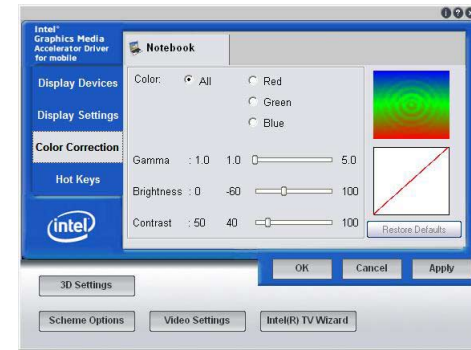 Intel®
Graphics Media
Accelerator Driver
for mobile
Notebook
Display Devices
Display Settings
Color Correction
Hot Keys
intel
Color: All Red
Green
Blue
Gamma : 1.0 1.0 5.0
Brightness : 0 -60 100
Contrast : 50 40 100
Restore Defaults
OK Cancel Apply
3D Settings
Scheme Options Video Settings Intel(R) TV Wizard